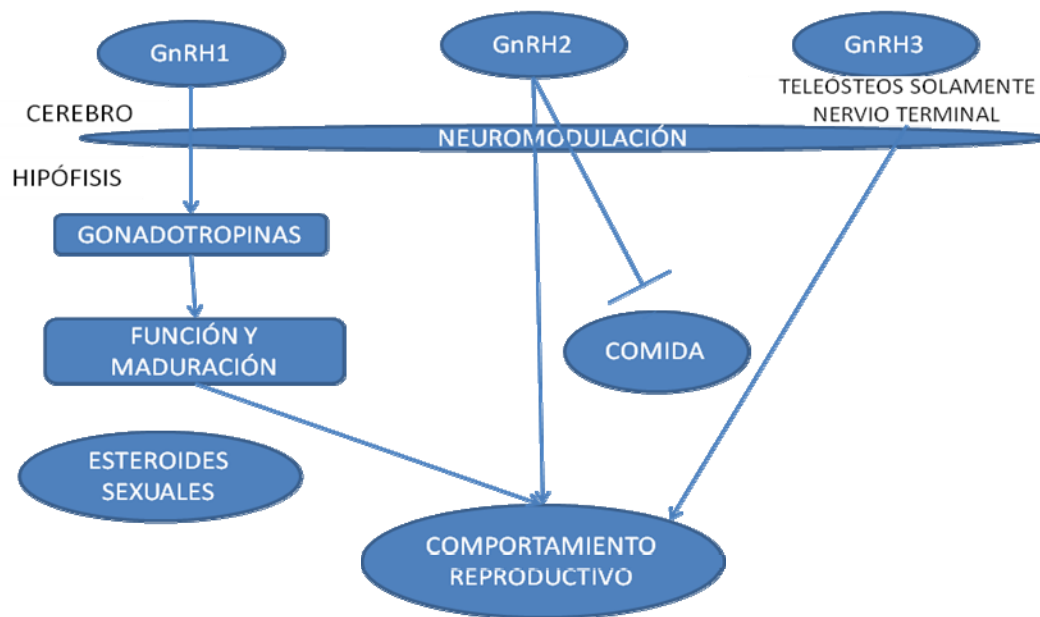 GnRH1
GnRH2
GnRH3
TELEÓSTEOS SOLAMENTE
NERVIO TERMINAL
CEREBRO
NEUROMODULACIÓN
HIPÓFISIS
GONADOTROPINAS
FUNCIÓN Y
MADURACIÓN
COMIDA
ESTEROIDES
SEXUALES
COMPORTAMIENTO
REPRODUCTIVO